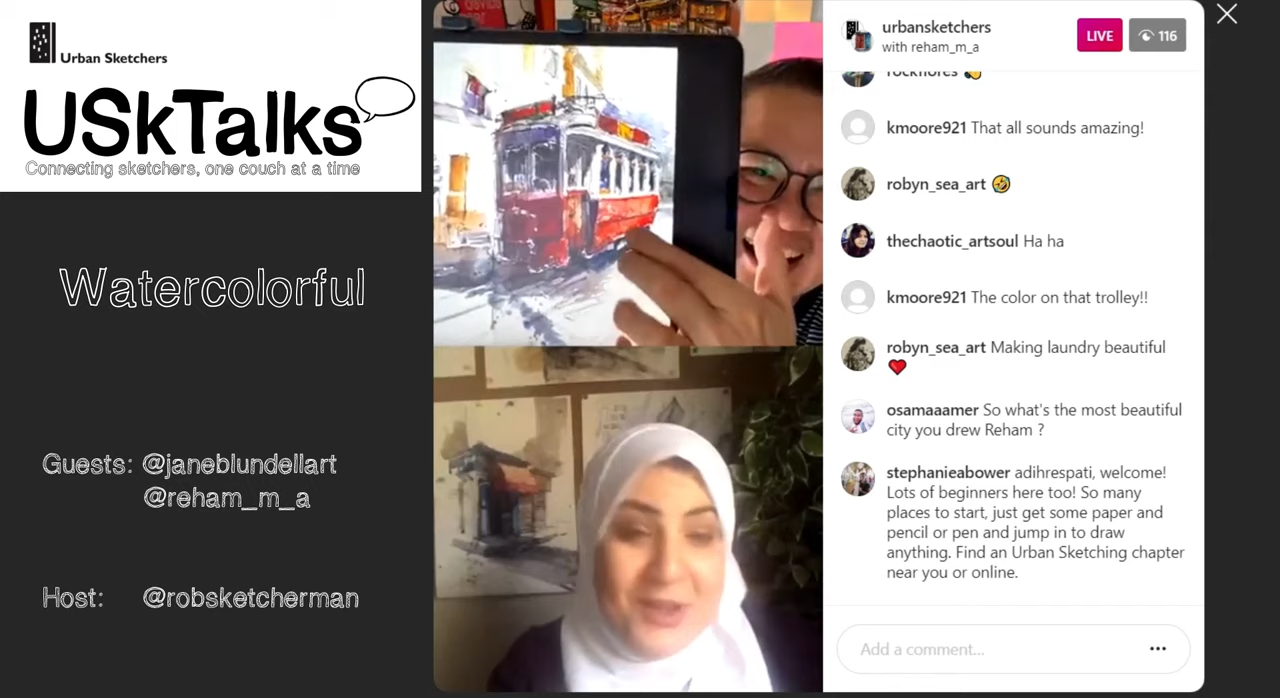 Urban Sketchers
USkTalks
Connecting sketchers, one couch at a time
Watercolorful
Guests: @janeblundellart
@reham_m_a
Host: @robsketcherman
urbansketchers
with reham_m_a
LIVE
116
rockflores
kmoore921 That all sounds amazing!
robyn_sea_art 🤣
thechaotic_artsoul Ha ha
kmoore921 The color on that trolley!!
robyn_sea_art Making laundry beautiful
❤️
osamaaamer So what's the most beautiful
city you drew Reham ?
stephanieabower adihrespati, welcome!
Lots of beginners here too! So many
places to start, just get some paper and
pencil or pen and jump in to draw
anything. Find an Urban Sketching chapter
near you or online.
Add a comment...